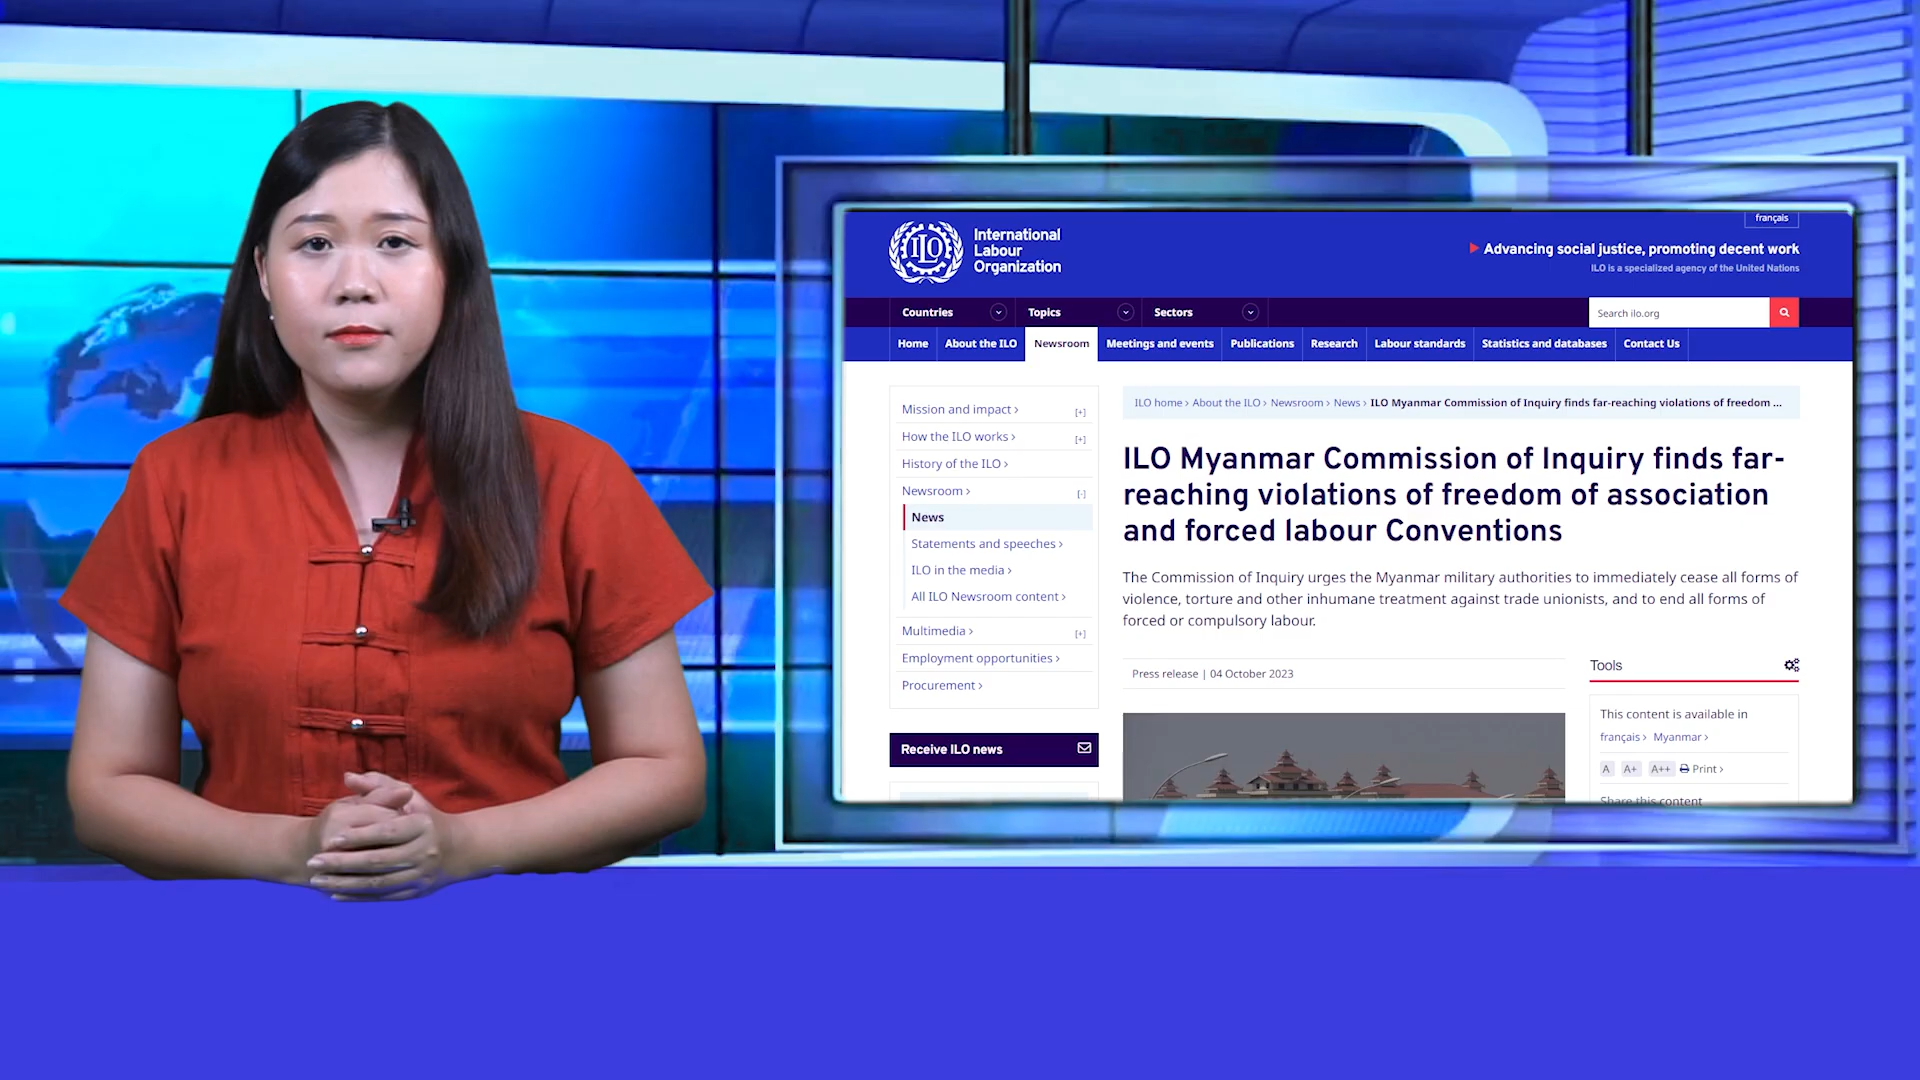 ILO
International
Labour
Organization
français
Advancing social justice, promoting decent work
ILO is a specialized agency of the United Nations
Countries
Topics
Sectors
Search ilo.org
Home
About the ILO
Newsroom
Meetings and events
Publications
Research
Labour standards
Statistics and databases
Contact Us
Mission and impact › [+]
How the ILO works › [+]
History of the ILO ›
Newsroom › [-]
News
Statements and speeches ›
ILO in the media ›
All ILO Newsroom content ›
Multimedia › [+]
Employment opportunities ›
Procurement ›
Receive ILO news
ILO home › About the ILO › Newsroom › News › ILO Myanmar Commission of Inquiry finds far-reaching violations of freedom ...
ILO Myanmar Commission of Inquiry finds far-
reaching violations of freedom of association
and forced labour Conventions
The Commission of Inquiry urges the Myanmar military authorities to immediately cease all forms of
violence, torture and other inhumane treatment against trade unionists, and to end all forms of
forced or compulsory labour.
Press release | 04 October 2023
Tools
This content is available in
français › Myanmar ›
A A+ A++ Print ›
Share this content